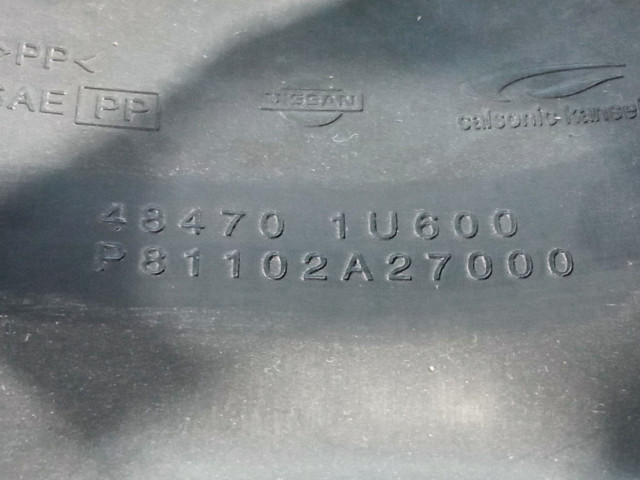 >PP<
SAE PP
NISSAN
calsonic-kansei
48470 1U600
P81102A27000